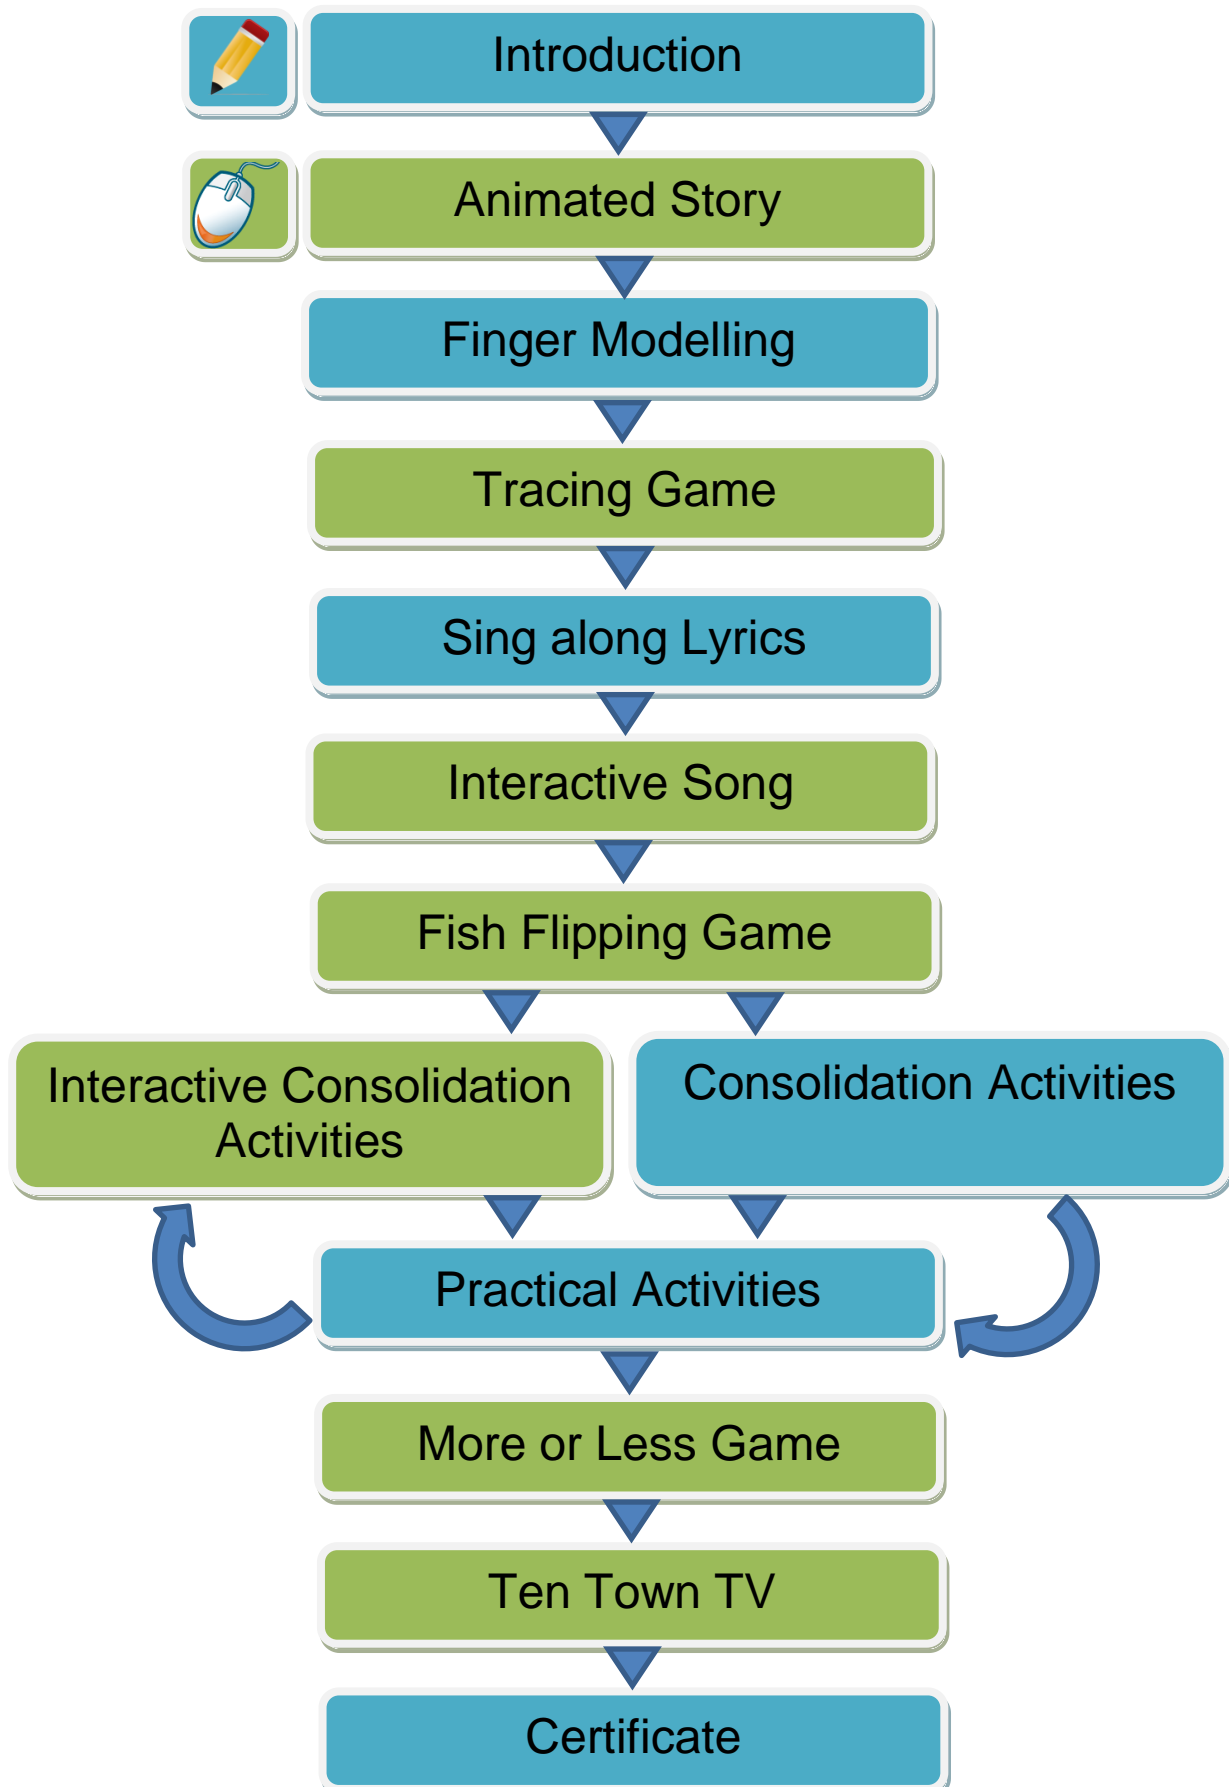 Introduction
Animated Story
Finger Modelling
Tracing Game
Sing along Lyrics
Interactive Song
Fish Flipping Game
Interactive Consolidation
Activities
Consolidation Activities
Practical Activities
More or Less Game
Ten Town TV
Certificate